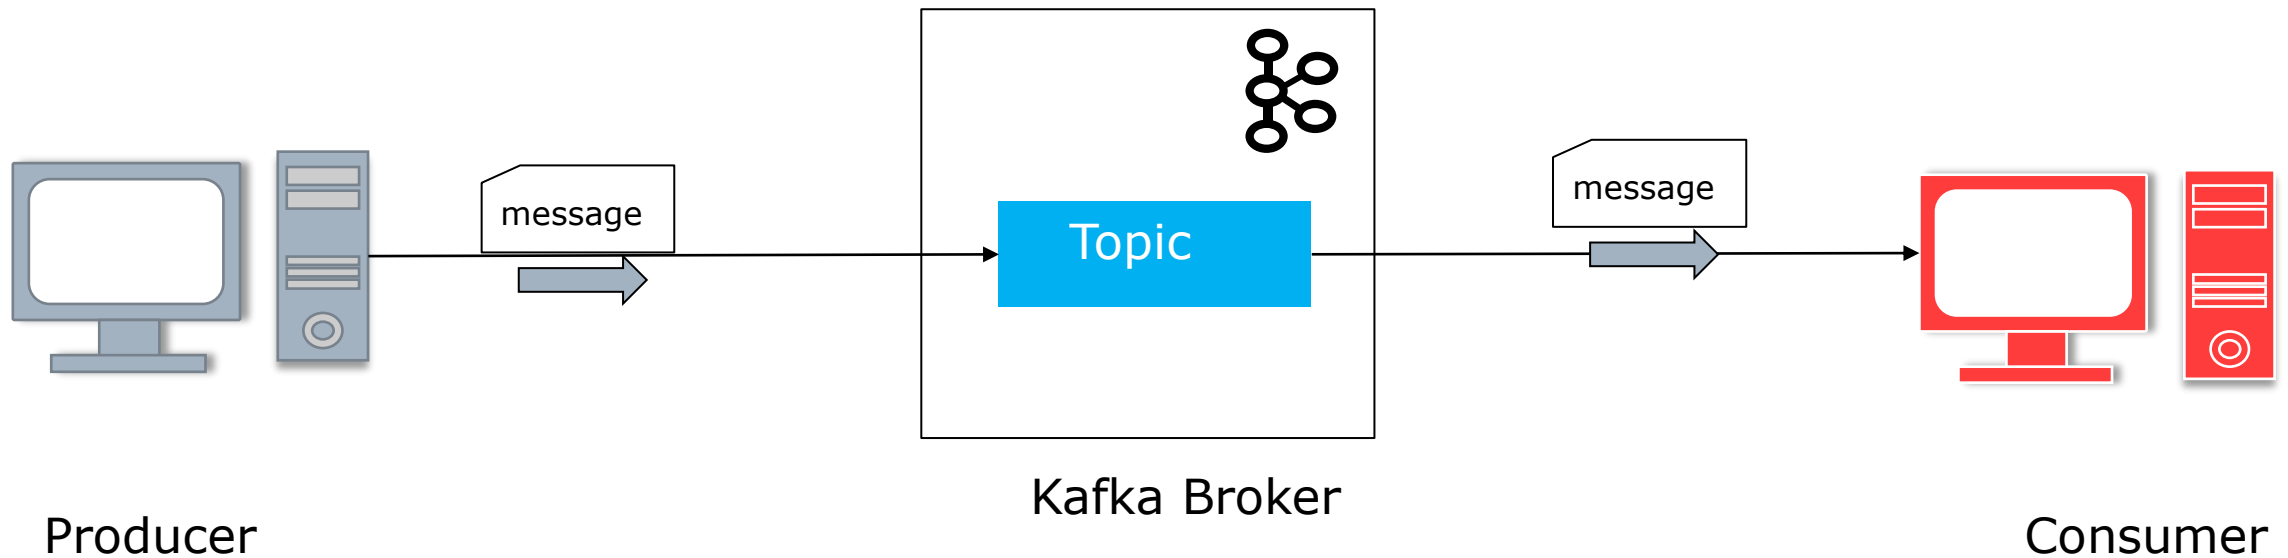 message
message
Topic
Kafka Broker
Producer
Consumer